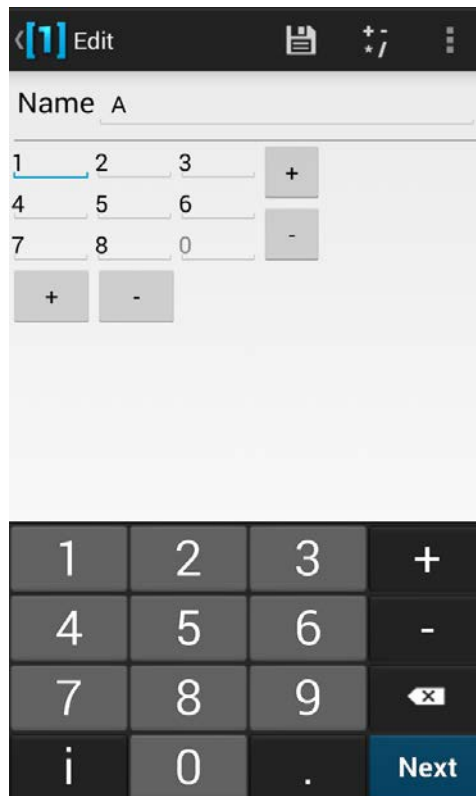 [1] Edit + - * /
Name A
1 2 3 +
4 5 6
7 8 0 -
+ -
1 2 3 +
4 5 6 -
7 8 9 x
i 0 . Next